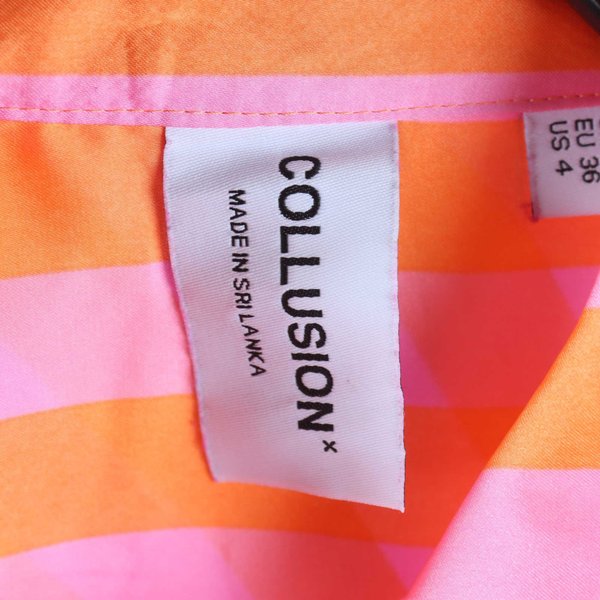 COLLUSION
x
MADE IN SRI LANKA
EU 36
US 4